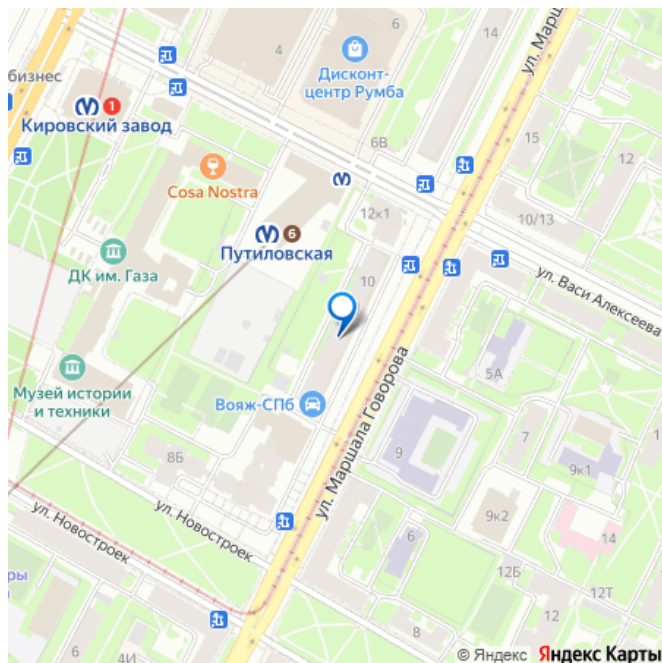 6
14
ул. Марш
4
бизнес
Дисконт-
центр Румба
1
Кировский завод
6В
15
12
Cosa Nostra
12к1
10/13
6
Путиловская
ДК им. Газа
10
ул. Васи Алексеева
5А
Музей истории
и техники
Вояж-СПб
ул. Маршала Говорова
8Б
9
7
9к1
1
ул. Новостроек
ул. Новостроек
9к2
14
6
12Б
12Т
ры
12
8
6
4И
© Яндекс Яндекс Карты